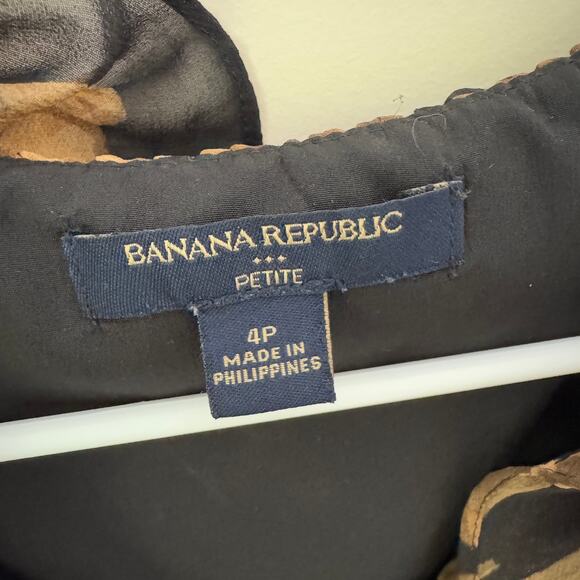 BANANA REPUBLIC
PETITE
4P
MADE IN
PHILIPPINES